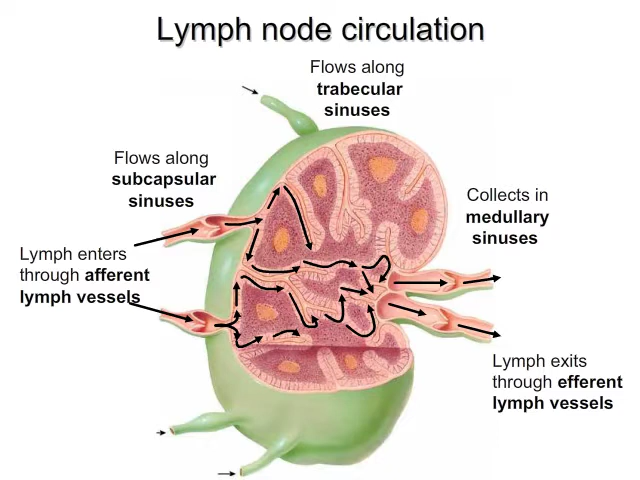 Lymph node circulation
Flows along
trabecular
sinuses
Flows along
subcapsular
sinuses
Collects in
medullary
sinuses
Lymph enters
through afferent
lymph vessels
Lymph exits
through efferent
lymph vessels